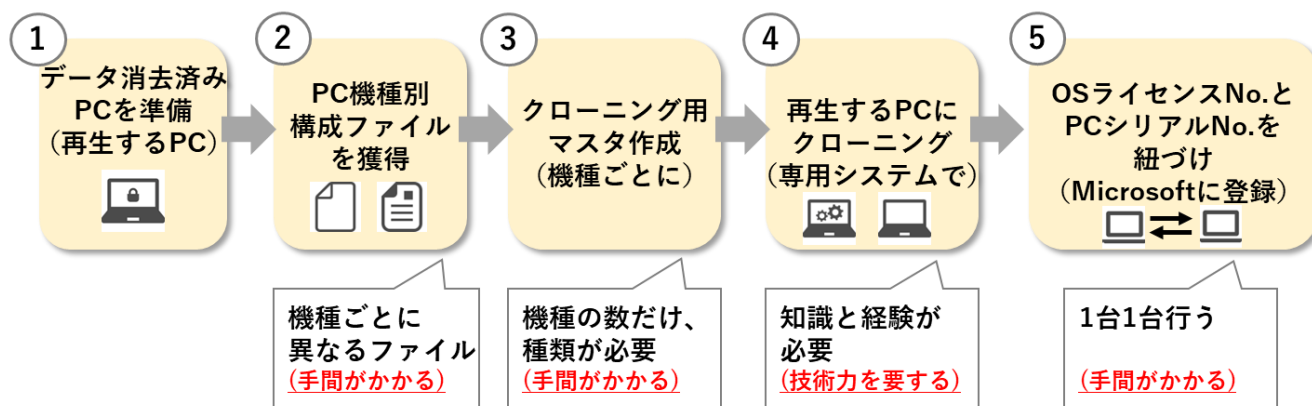 1
データ消去済み
PCを準備
（再生するPC）
2
PC機種別
構成ファイル
を獲得
3
クローニング用
マスタ作成
（機種ごとに）
4
再生するPCに
クローニング
（専用システムで）
5
OSライセンスNo.と
PCシリアルNo.を
紐づけ
（Microsoftに登録）
機種ごとに
異なるファイル
(手間がかかる)
機種の数だけ、
種類が必要
(手間がかかる)
知識と経験が
必要
(技術力を要する)
1台1台行う
(手間がかかる)